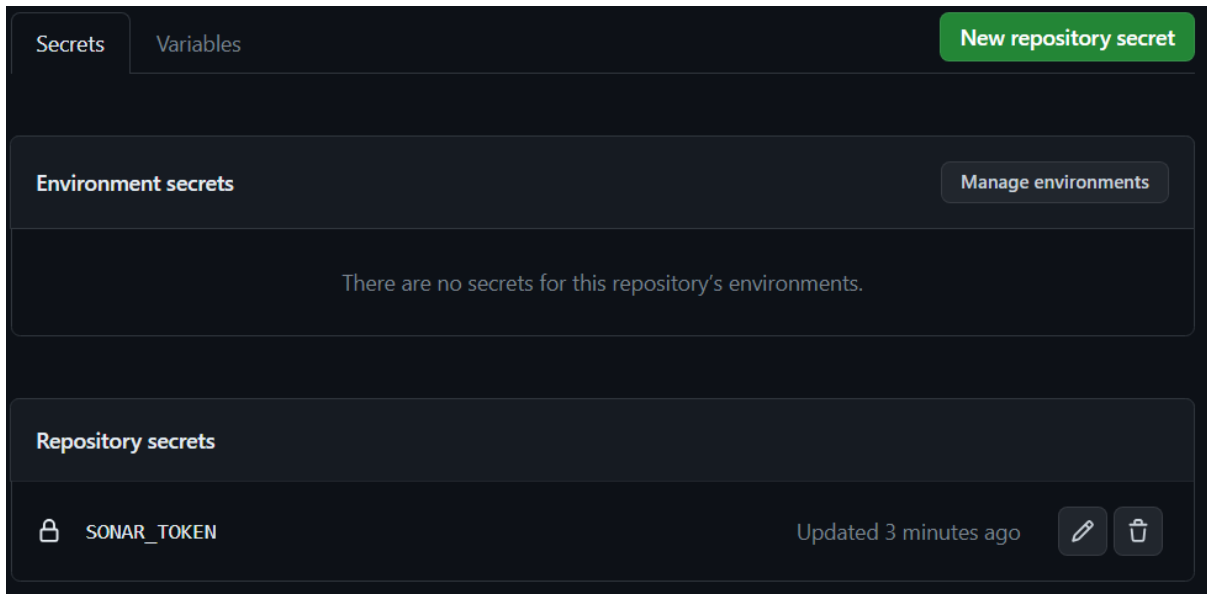 Secrets
Variables
New repository secret
Environment secrets
Manage environments
There are no secrets for this repository’s environments.
Repository secrets
SONAR_TOKEN
Updated 3 minutes ago